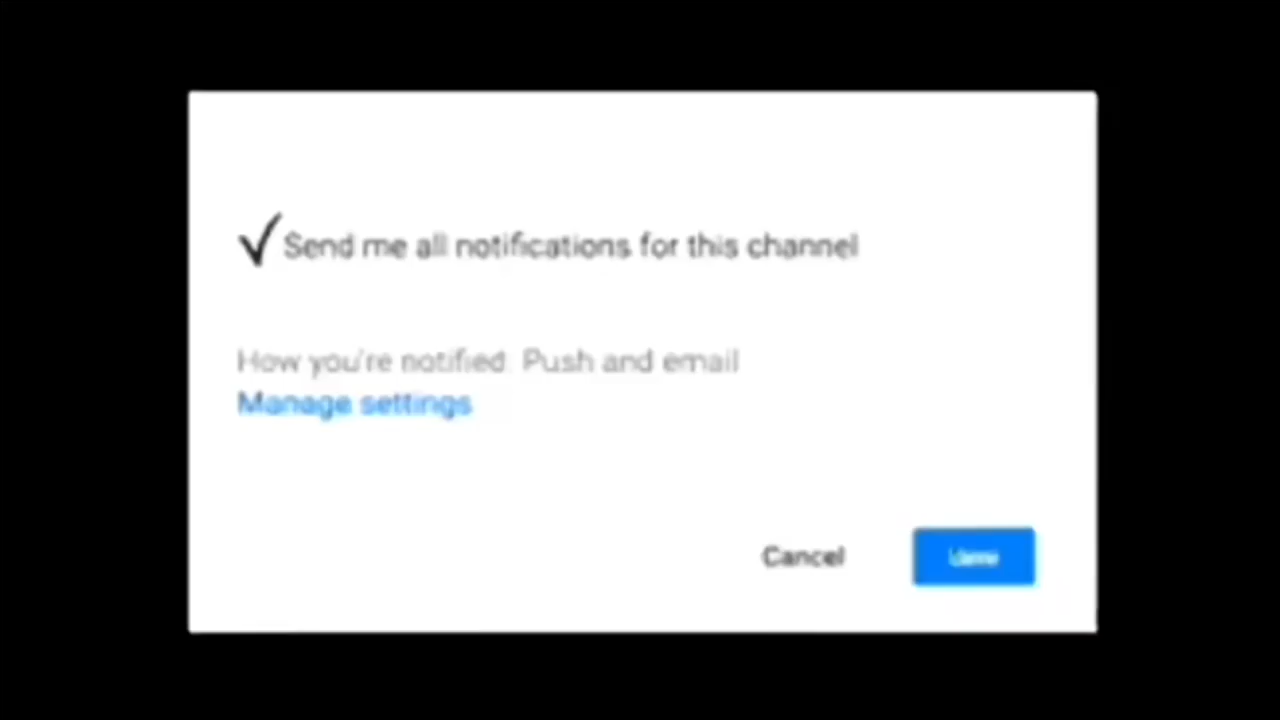 Send me all notifications for this channel
How you're notified: Push and email
Manage settings
Cancel